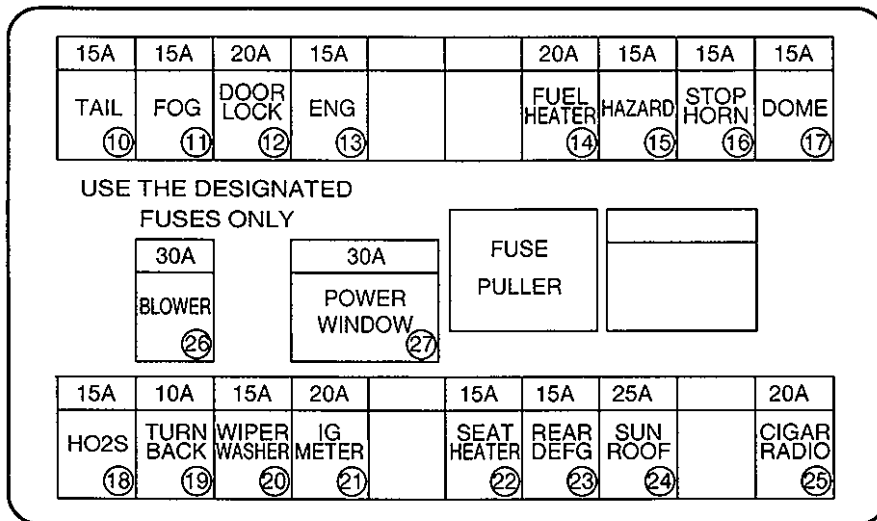 15A 15A 20A 15A 20A 15A 15A 15A
TAIL FOG DOOR LOCK ENG FUEL HEATER HAZARD STOP HORN DOME
10 11 12 13 14 15 16 17
USE THE DESIGNATED
FUSES ONLY
30A 30A
BLOWER POWER WINDOW
26 27
FUSE
PULLER
15A 10A 15A 20A 15A 15A 25A 20A
HO2S TURN BACK WIPER WASHER IG METER SEAT HEATER REAR DEFG SUN ROOF CIGAR RADIO
18 19 20 21 22 23 24 25